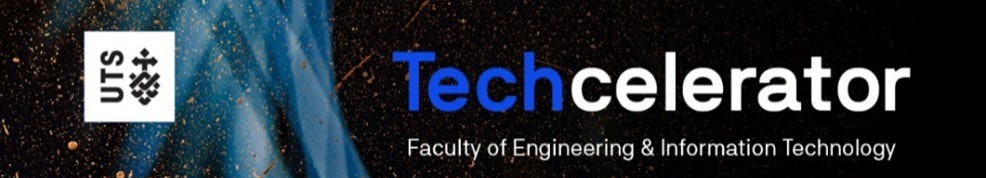 UTS
Techcelerator
Faculty of Engineering & Information Technology